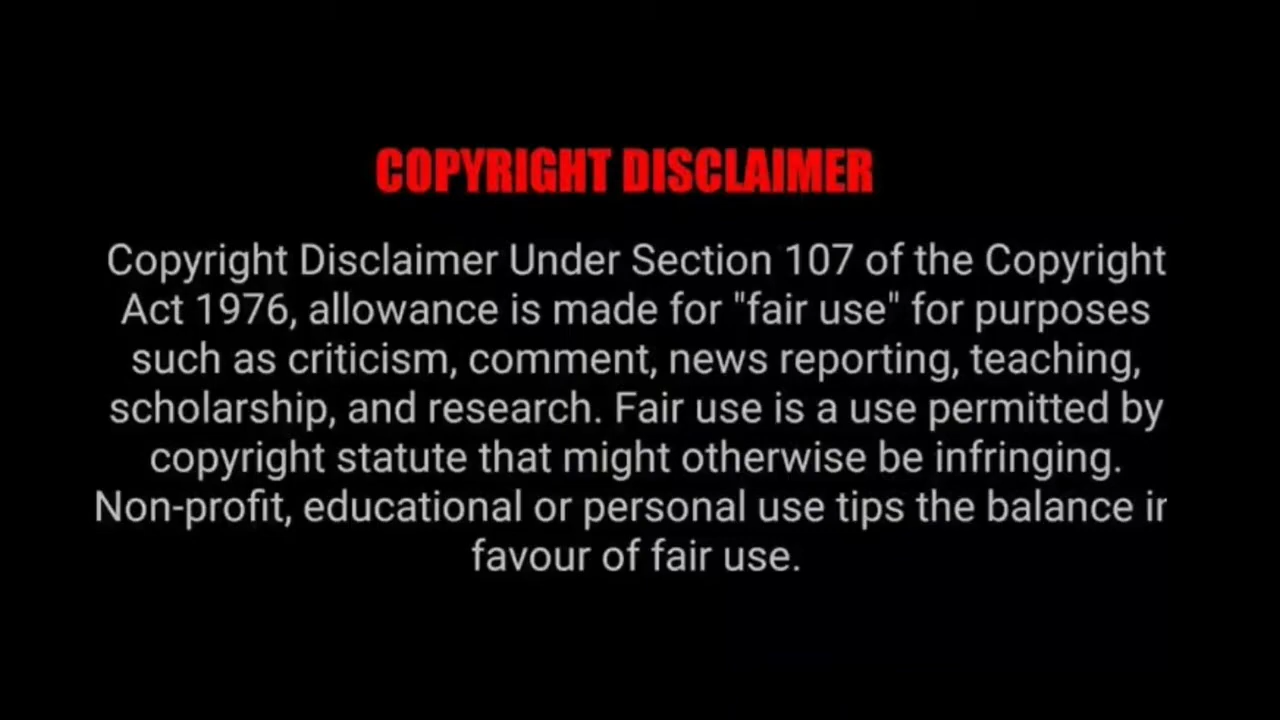 COPYRIGHT DISCLAIMER
Copyright Disclaimer Under Section 107 of the Copyright
Act 1976, allowance is made for "fair use" for purposes
such as criticism, comment, news reporting, teaching,
scholarship, and research. Fair use is a use permitted by
copyright statute that might otherwise be infringing.
Non-profit, educational or personal use tips the balance
favour of fair use.